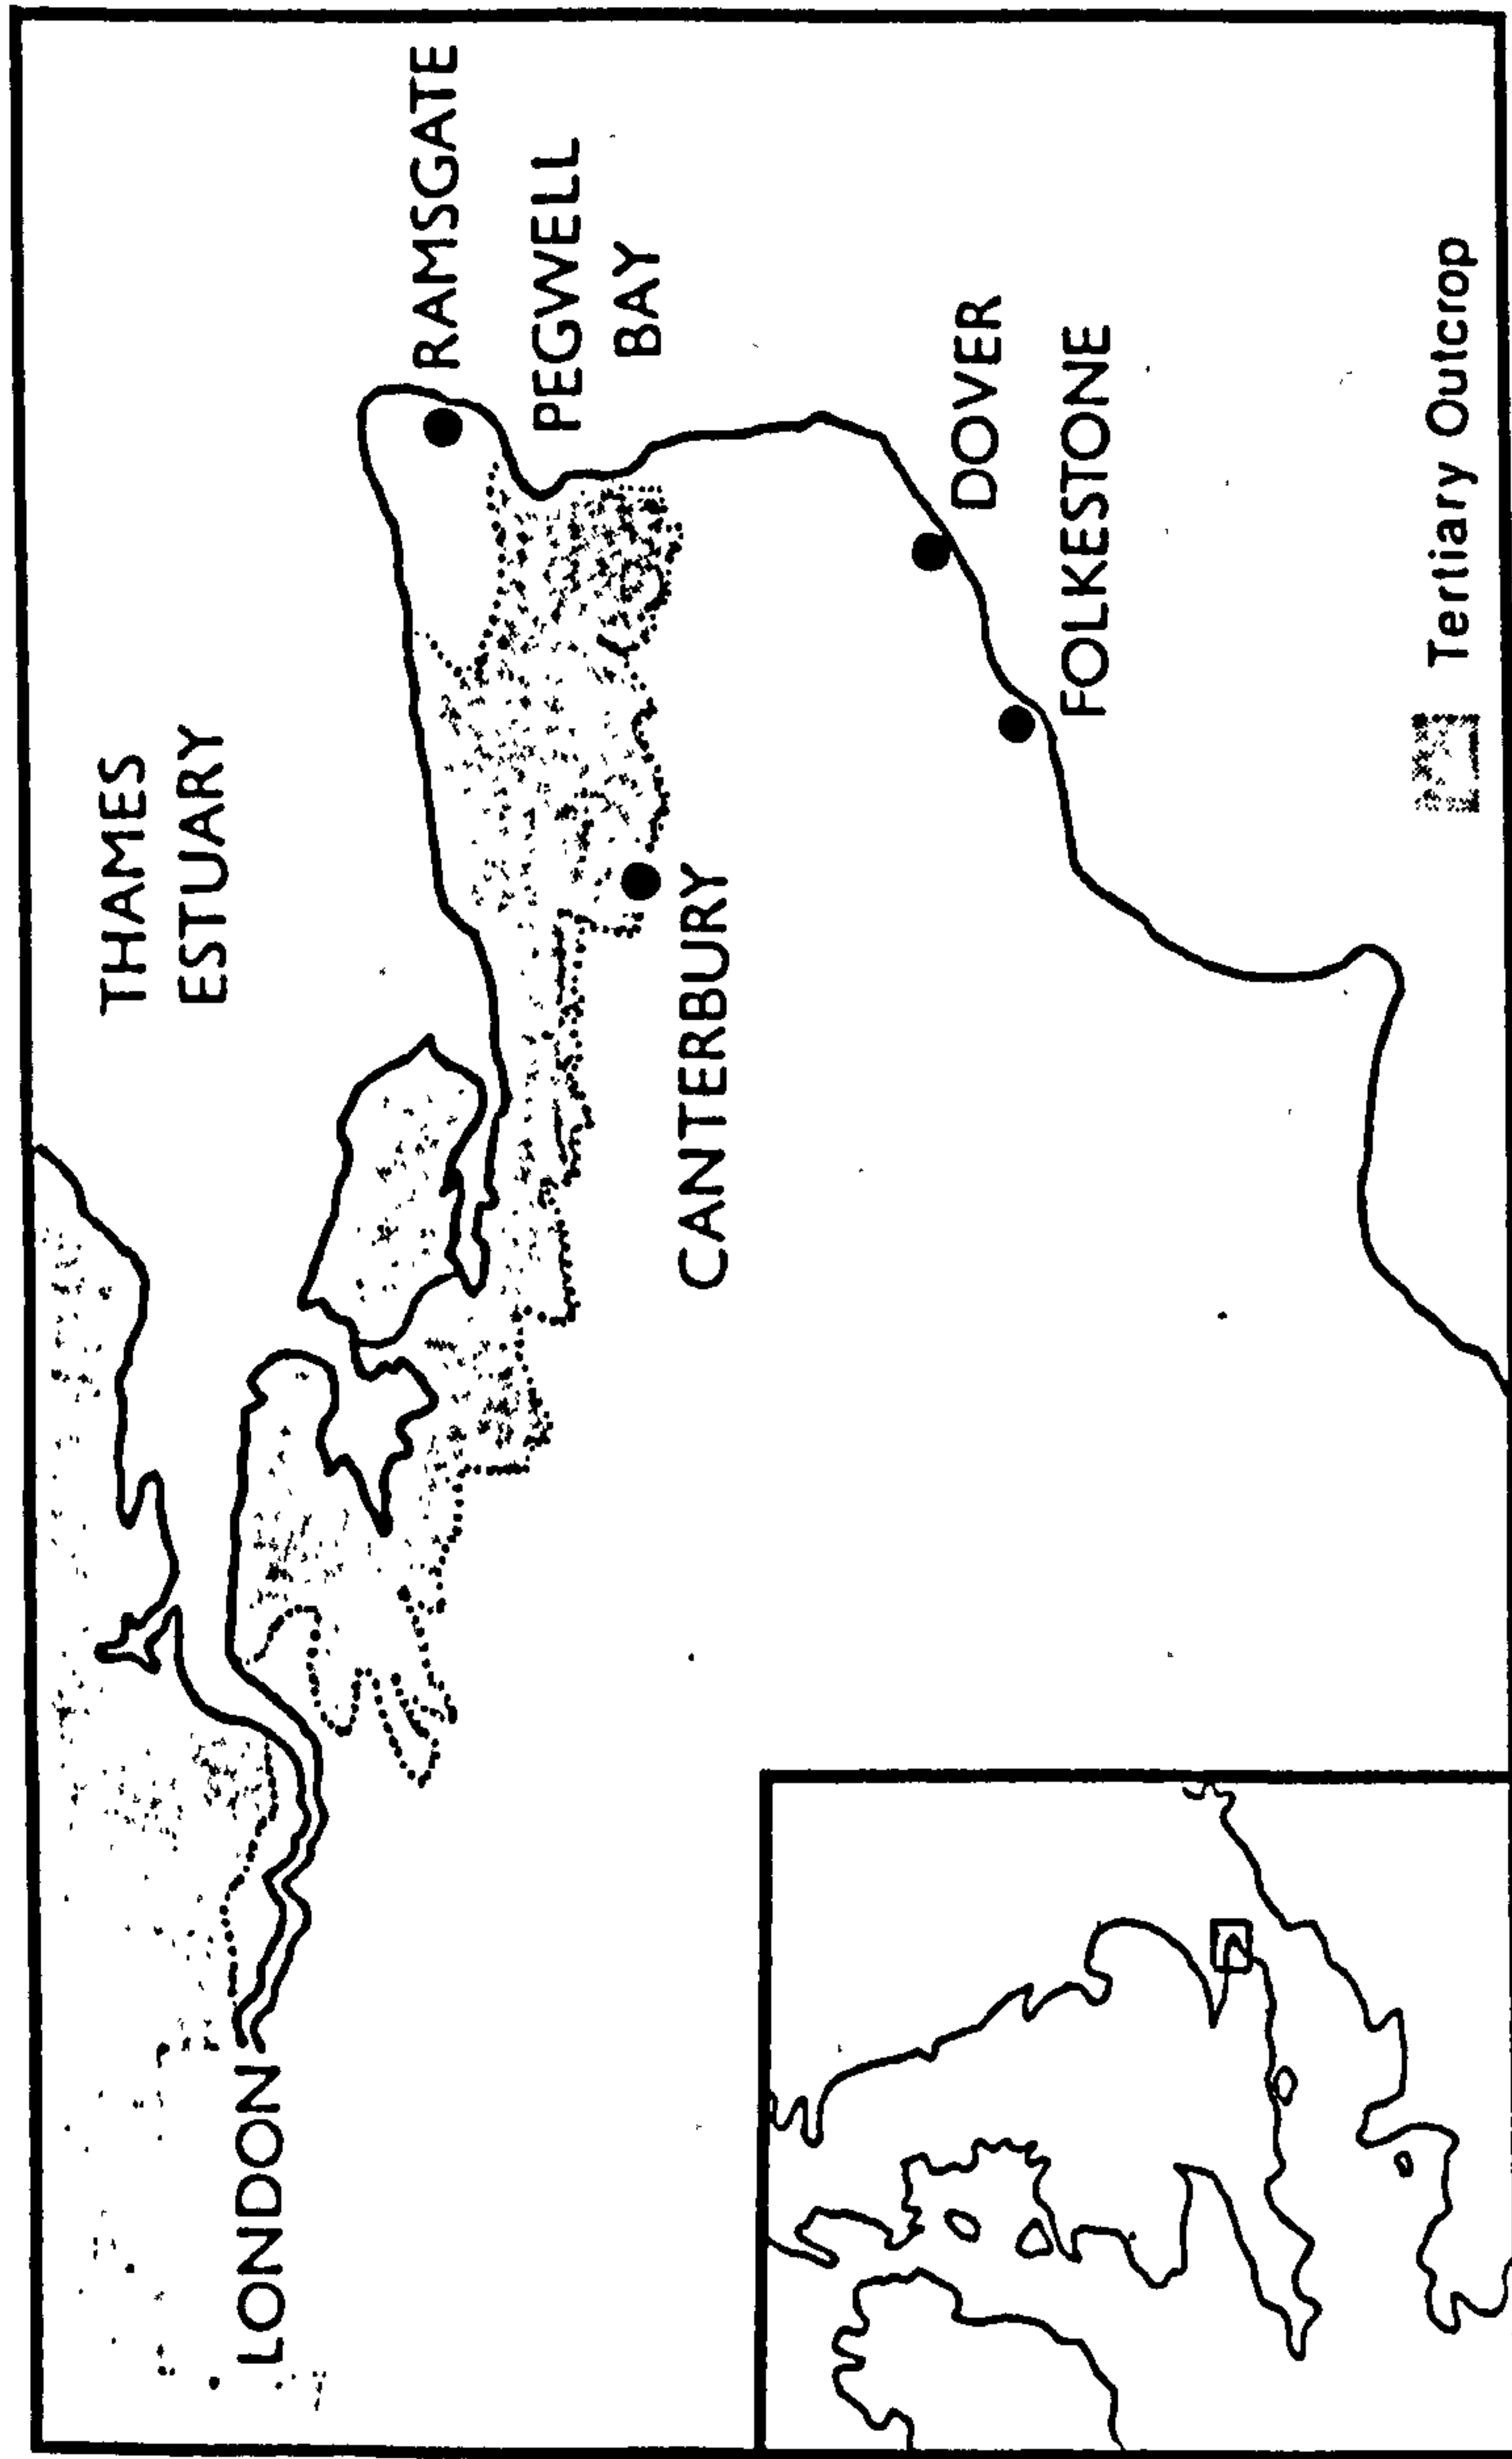 THAMES
ESTUARY
LONDON
RAMSGATE
PEGWELL
BAY
CANTERBURY
DOVER
FOLKESTONE
Tertiary Outcrop